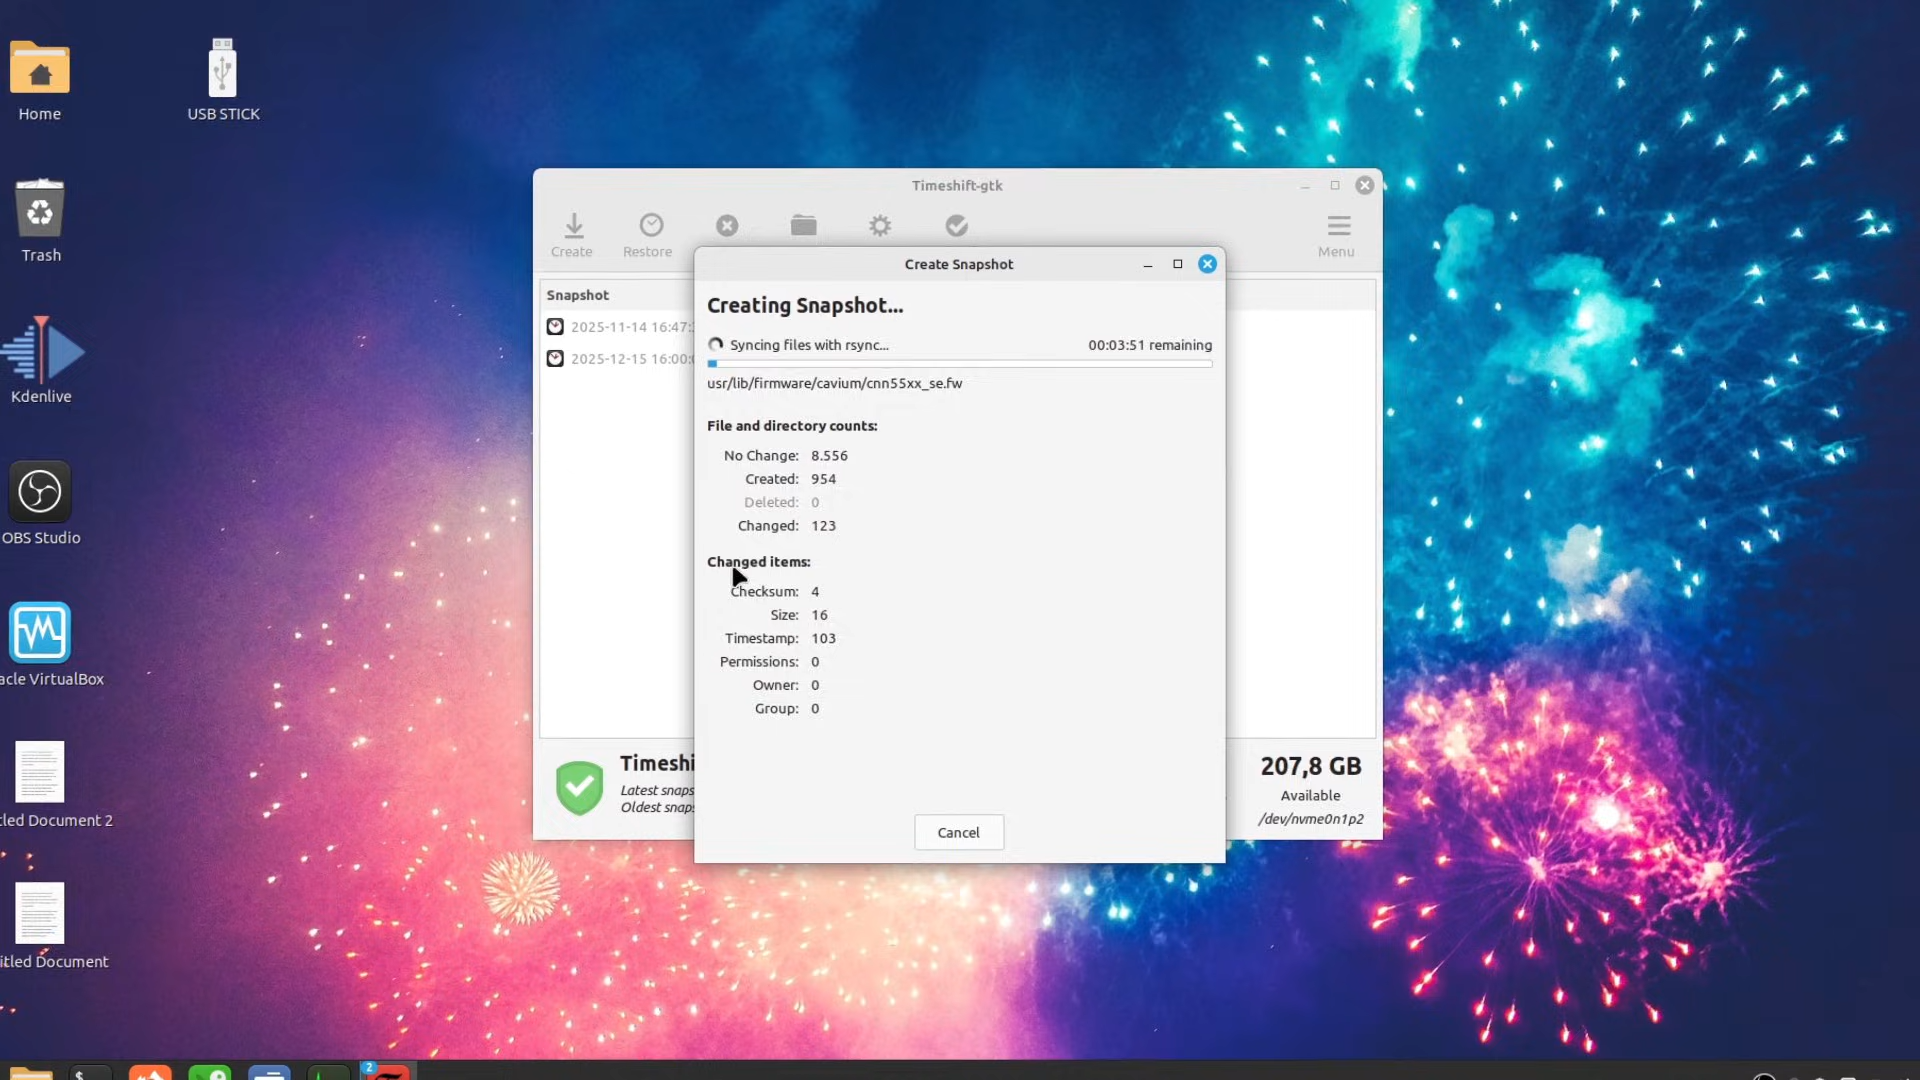 Home
USB STICK
Trash
Kdenlive
OBS Studio
acle VirtualBox
tled Document 2
itled Document
Timeshift-gtk
Create
Restore
Menu
Snapshot
2025-11-14 16:47:
2025-12-15 16:00:
Create Snapshot
Creating Snapshot...
Syncing files with rsync...
00:03:51 remaining
usr/lib/firmware/cavium/cnn55xx_se.fw
File and directory counts:
No Change: 8.556
Created: 954
Deleted: 0
Changed: 123
Changed items:
Checksum: 4
Size: 16
Timestamp: 103
Permissions: 0
Owner: 0
Group: 0
Cancel
Timeshi
Latest snaps
Oldest snaps
207,8 GB
Available
/dev/nvme0n1p2
2